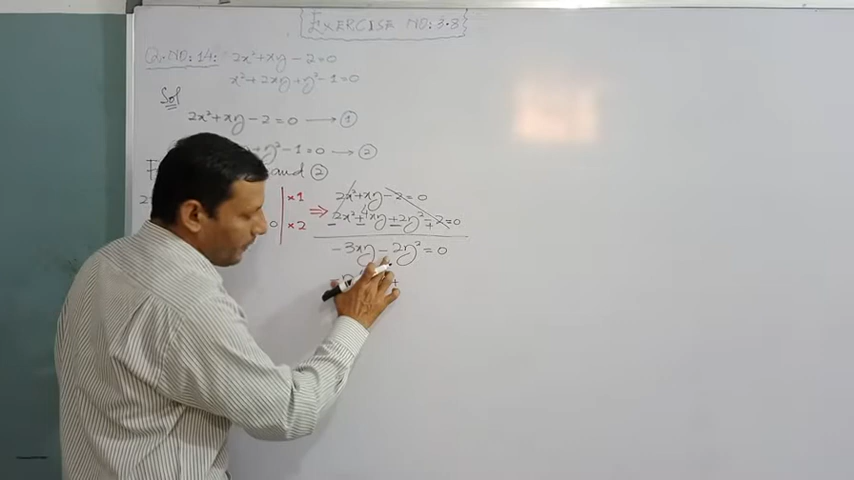 EXERCISE NO: 3.8
Q.NO: 14: 2x²+xy-2=0
x²+2xy+y²-1=0
Sol
2x²+xy-2=0 → ①
y²-1=0 → ②
and ②
×1 2x²+xy-2=0
0 ×2 ⇒ 2x²+4xy+2y²-2=0
- - - +
-3xy-2y²=0